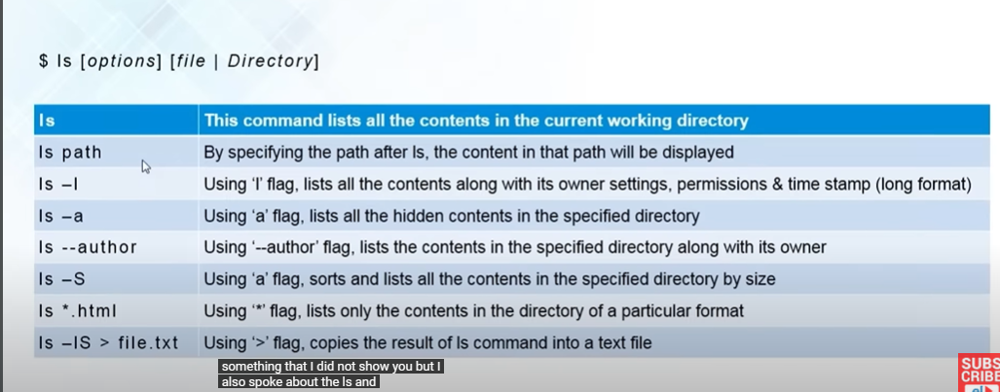 $ ls [options] [file | Directory]
ls This command lists all the contents in the current working directory
ls path By specifying the path after ls, the content in that path will be displayed
ls –l Using ‘l’ flag, lists all the contents along with its owner settings, permissions & time stamp (long format)
ls –a Using ‘a’ flag, lists all the hidden contents in the specified directory
ls --author Using ‘--author’ flag, lists the contents in the specified directory along with its owner
ls –S Using ‘a’ flag, sorts and lists all the contents in the specified directory by size
ls *.html Using ‘*’ flag, lists only the contents in the directory of a particular format
ls –lS > file.txt Using ‘>’ flag, copies the result of ls command into a text file
something that I did not show you but I
also spoke about the ls and
SUBS
CRIBE